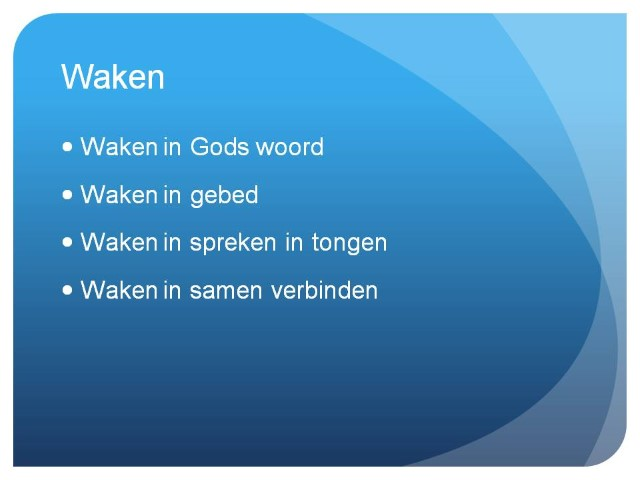 Waken
• Waken in Gods woord
• Waken in gebed
• Waken in spreken in tongen
• Waken in samen verbinden